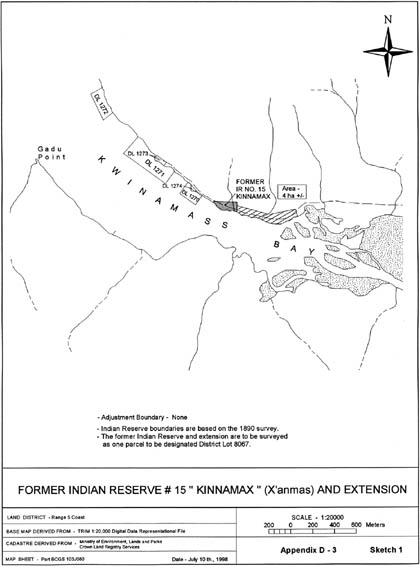 N
DL 1272
Gadu
Point
DL 1273
DL 1271
DL 1274
KWINAMASS
BAY
FORMER
IR NO. 15
KINNAMAX
Area -
4 ha +/-
- Adjustment Boundary - None
- Indian Reserve boundaries are based on the 1890 survey.
- The former Indian Reserve and extension are to be surveyed
as one parcel to be designated District Lot 8067.
FORMER INDIAN RESERVE # 15 " KINNAMAX " (X'anmas) AND EXTENSION
LAND DISTRICT - Range 5 Coast
BASE MAP DERIVED FROM - TRIM 1:20,000 Digital Data Representational File
CADASTRE DERIVED FROM - Ministry of Environment, Lands and Parks
Crown Land Registry Services
MAP SHEET - Part BCGS 103J080
Date - July 10th., 1998
SCALE - 1:20000
200 0 200 400 600 Meters
Appendix D - 3
Sketch 1